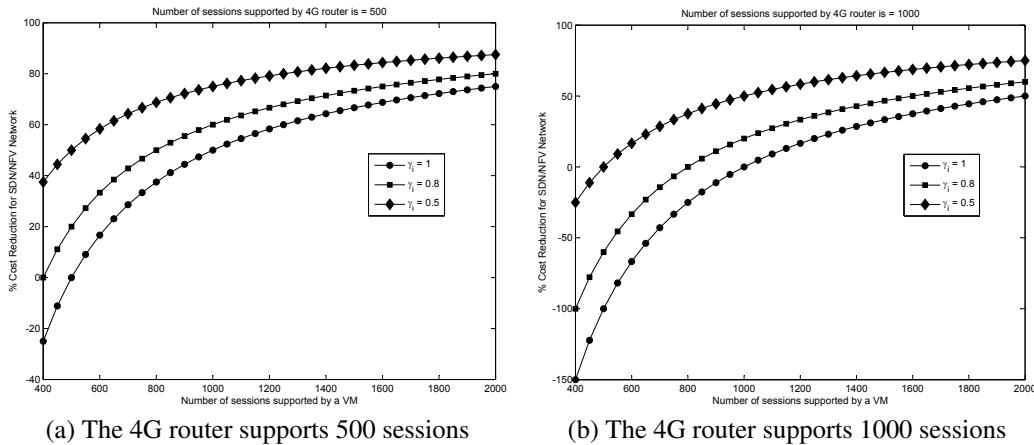 Number of sessions supported by 4G router is = 500
% Cost Reduction for SDN/NFV Network
100
80
60
40
20
0
-20
-40
γi = 1
γi = 0.8
γi = 0.5
400 600 800 1000 1200 1400 1600 1800 2000
Number of sessions supported by a VM
(a) The 4G router supports 500 sessions
Number of sessions supported by 4G router is = 1000
% Cost Reduction for SDN/NFV Network
100
50
0
-50
-100
-150
γi = 1
γi = 0.8
γi = 0.5
400 600 800 1000 1200 1400 1600 1800 2000
Number of sessions supported by a VM
(b) The 4G router supports 1000 sessions